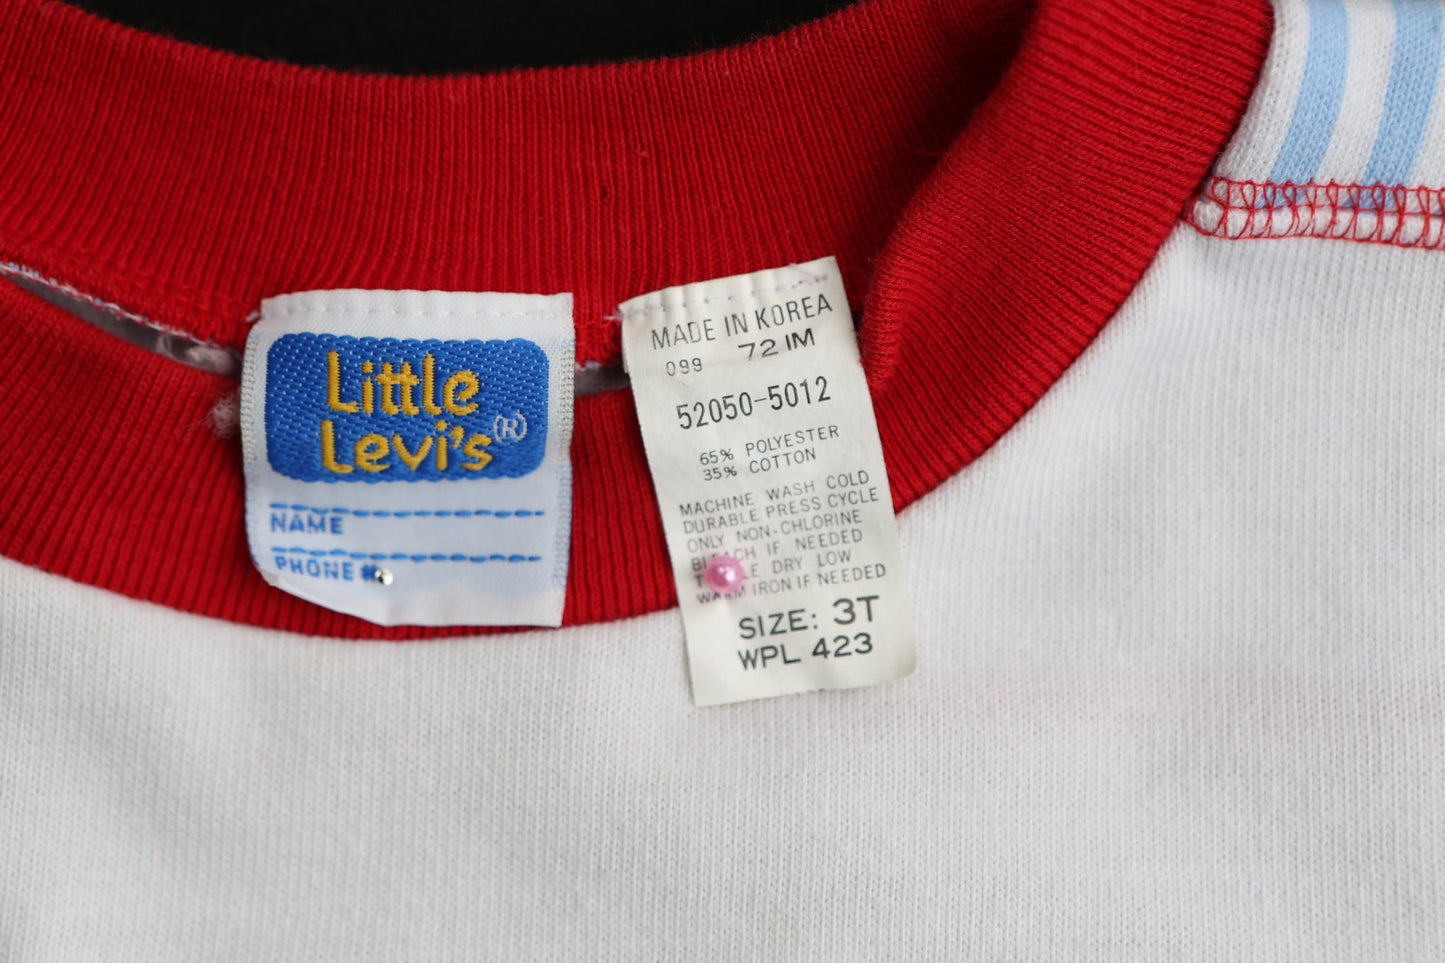 Little
Levi's®
NAME
PHONE #
MADE IN KOREA
099 72 IM
52050-5012
65% POLYESTER
35% COTTON
MACHINE WASH COLD
DURABLE PRESS CYCLE
ONLY NON-CHLORINE
BLEACH IF NEEDED
TUMBLE DRY LOW
WARM IRON IF NEEDED
SIZE: 3T
WPL 423